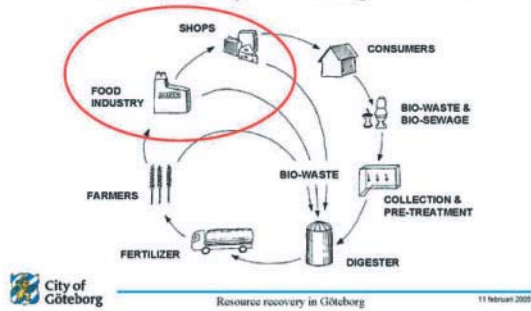 SHOPS
CONSUMERS
FOOD
INDUSTRY
BIO-WASTE &
BIO-SEWAGE
BIO-WASTE
FARMERS
COLLECTION &
PRE-TREATMENT
FERTILIZER
DIGESTER
City of
Göteborg
Resource recovery in Göteborg
11 februari 2005